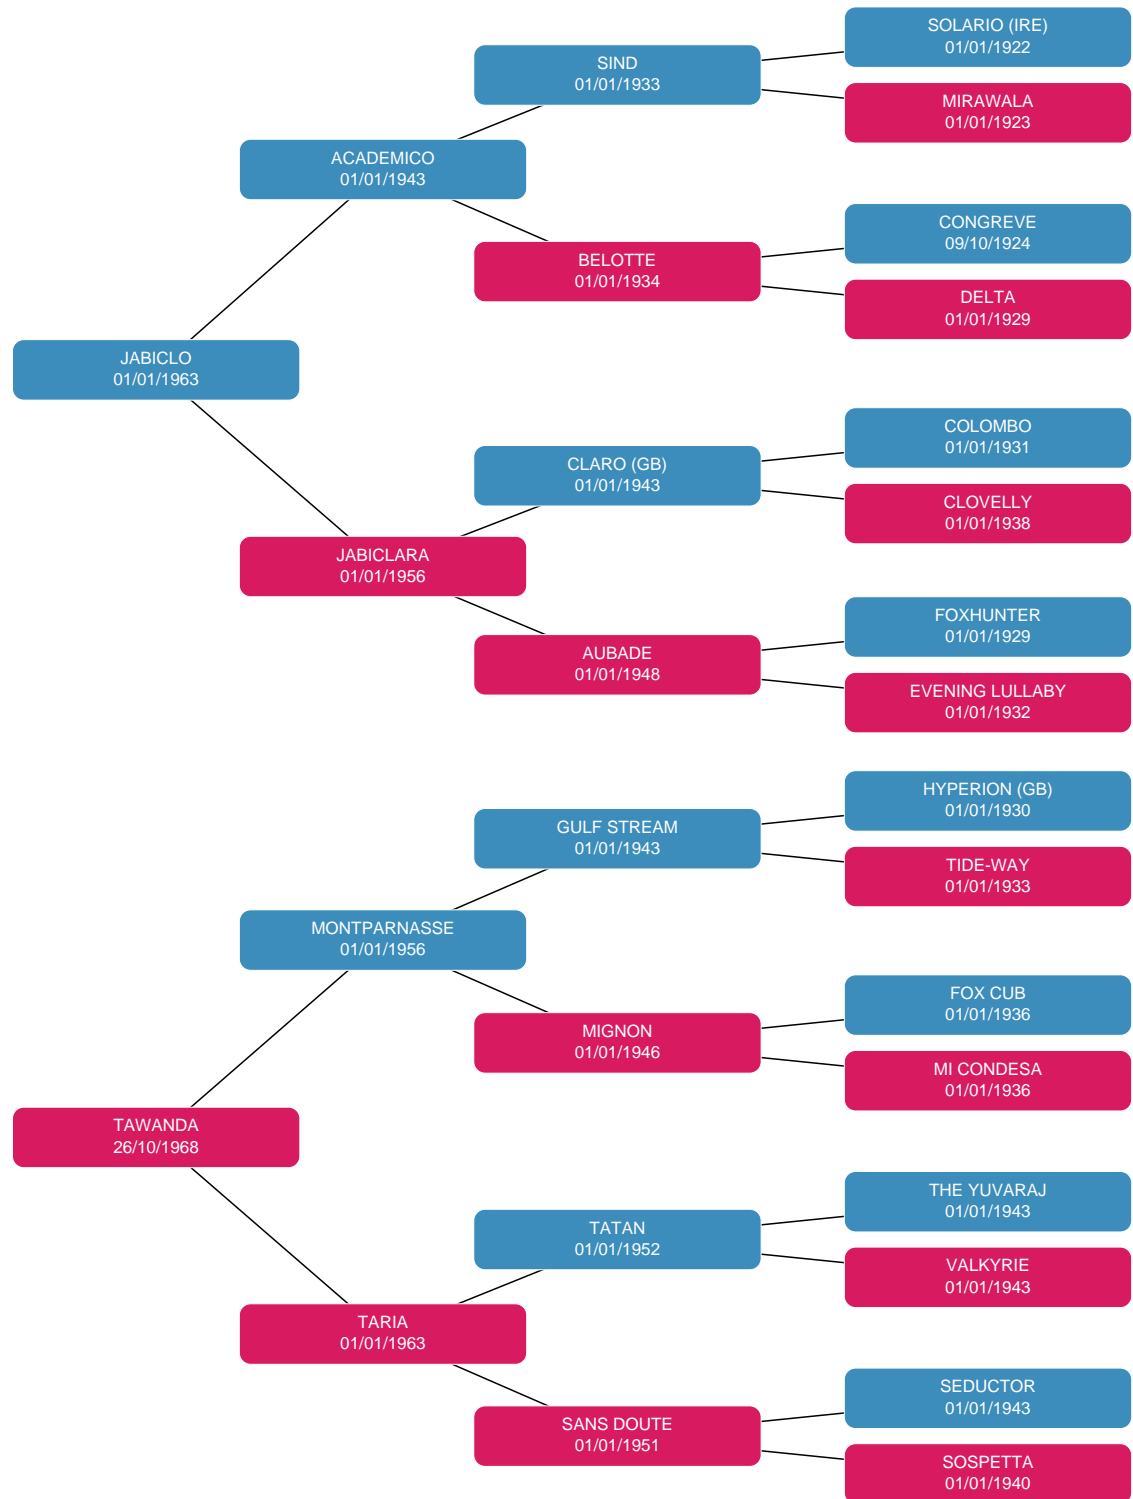 SOLARIO (IRE)
01/01/1922
SIND
01/01/1933
MIRAWALA
01/01/1923
ACADEMICO
01/01/1943
CONGREVE
09/10/1924
BELOTTE
01/01/1934
DELTA
01/01/1929
JABICLO
01/01/1963
COLOMBO
01/01/1931
CLARO (GB)
01/01/1943
CLOVELLY
01/01/1938
JABICLARA
01/01/1956
FOXHUNTER
01/01/1929
AUBADE
01/01/1948
EVENING LULLABY
01/01/1932
HYPERION (GB)
01/01/1930
GULF STREAM
01/01/1943
TIDE-WAY
01/01/1933
MONTPARNASSE
01/01/1956
FOX CUB
01/01/1936
MIGNON
01/01/1946
MI CONDESA
01/01/1936
TAWANDA
26/10/1968
THE YUVARAJ
01/01/1943
TATAN
01/01/1952
VALKYRIE
01/01/1943
TARIA
01/01/1963
SEDUCTOR
01/01/1943
SANS DOUTE
01/01/1951
SOSPETTA
01/01/1940